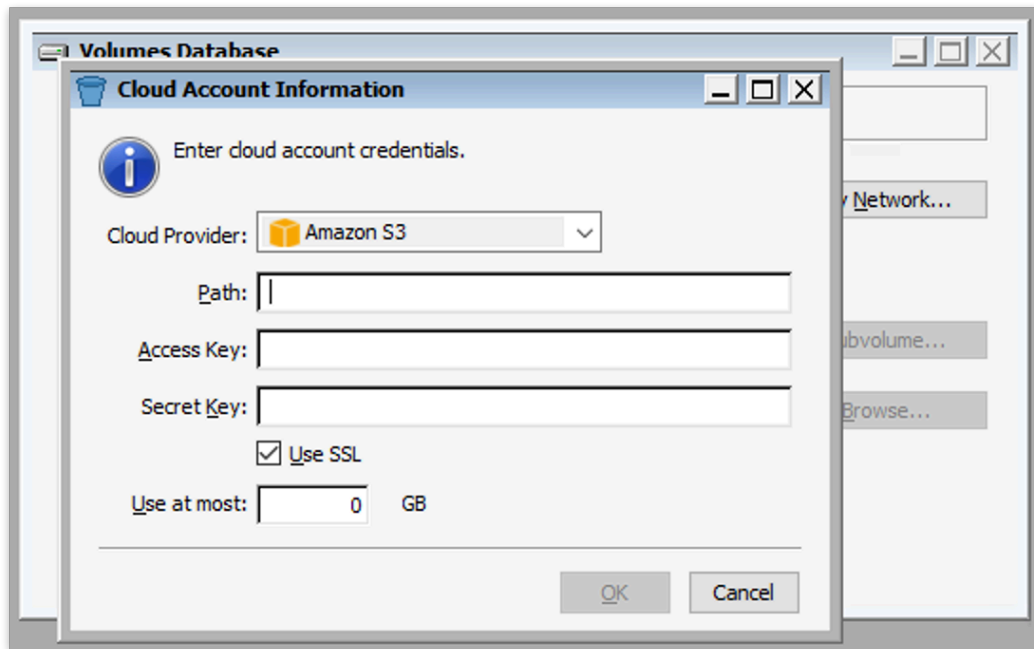 Volumes Database
Cloud Account Information
Enter cloud account credentials.
Cloud Provider: Amazon S3
Network...
Path:
Access Key:
Secret Key:
Browse...
Use SSL
Use at most: 0 GB
OK Cancel